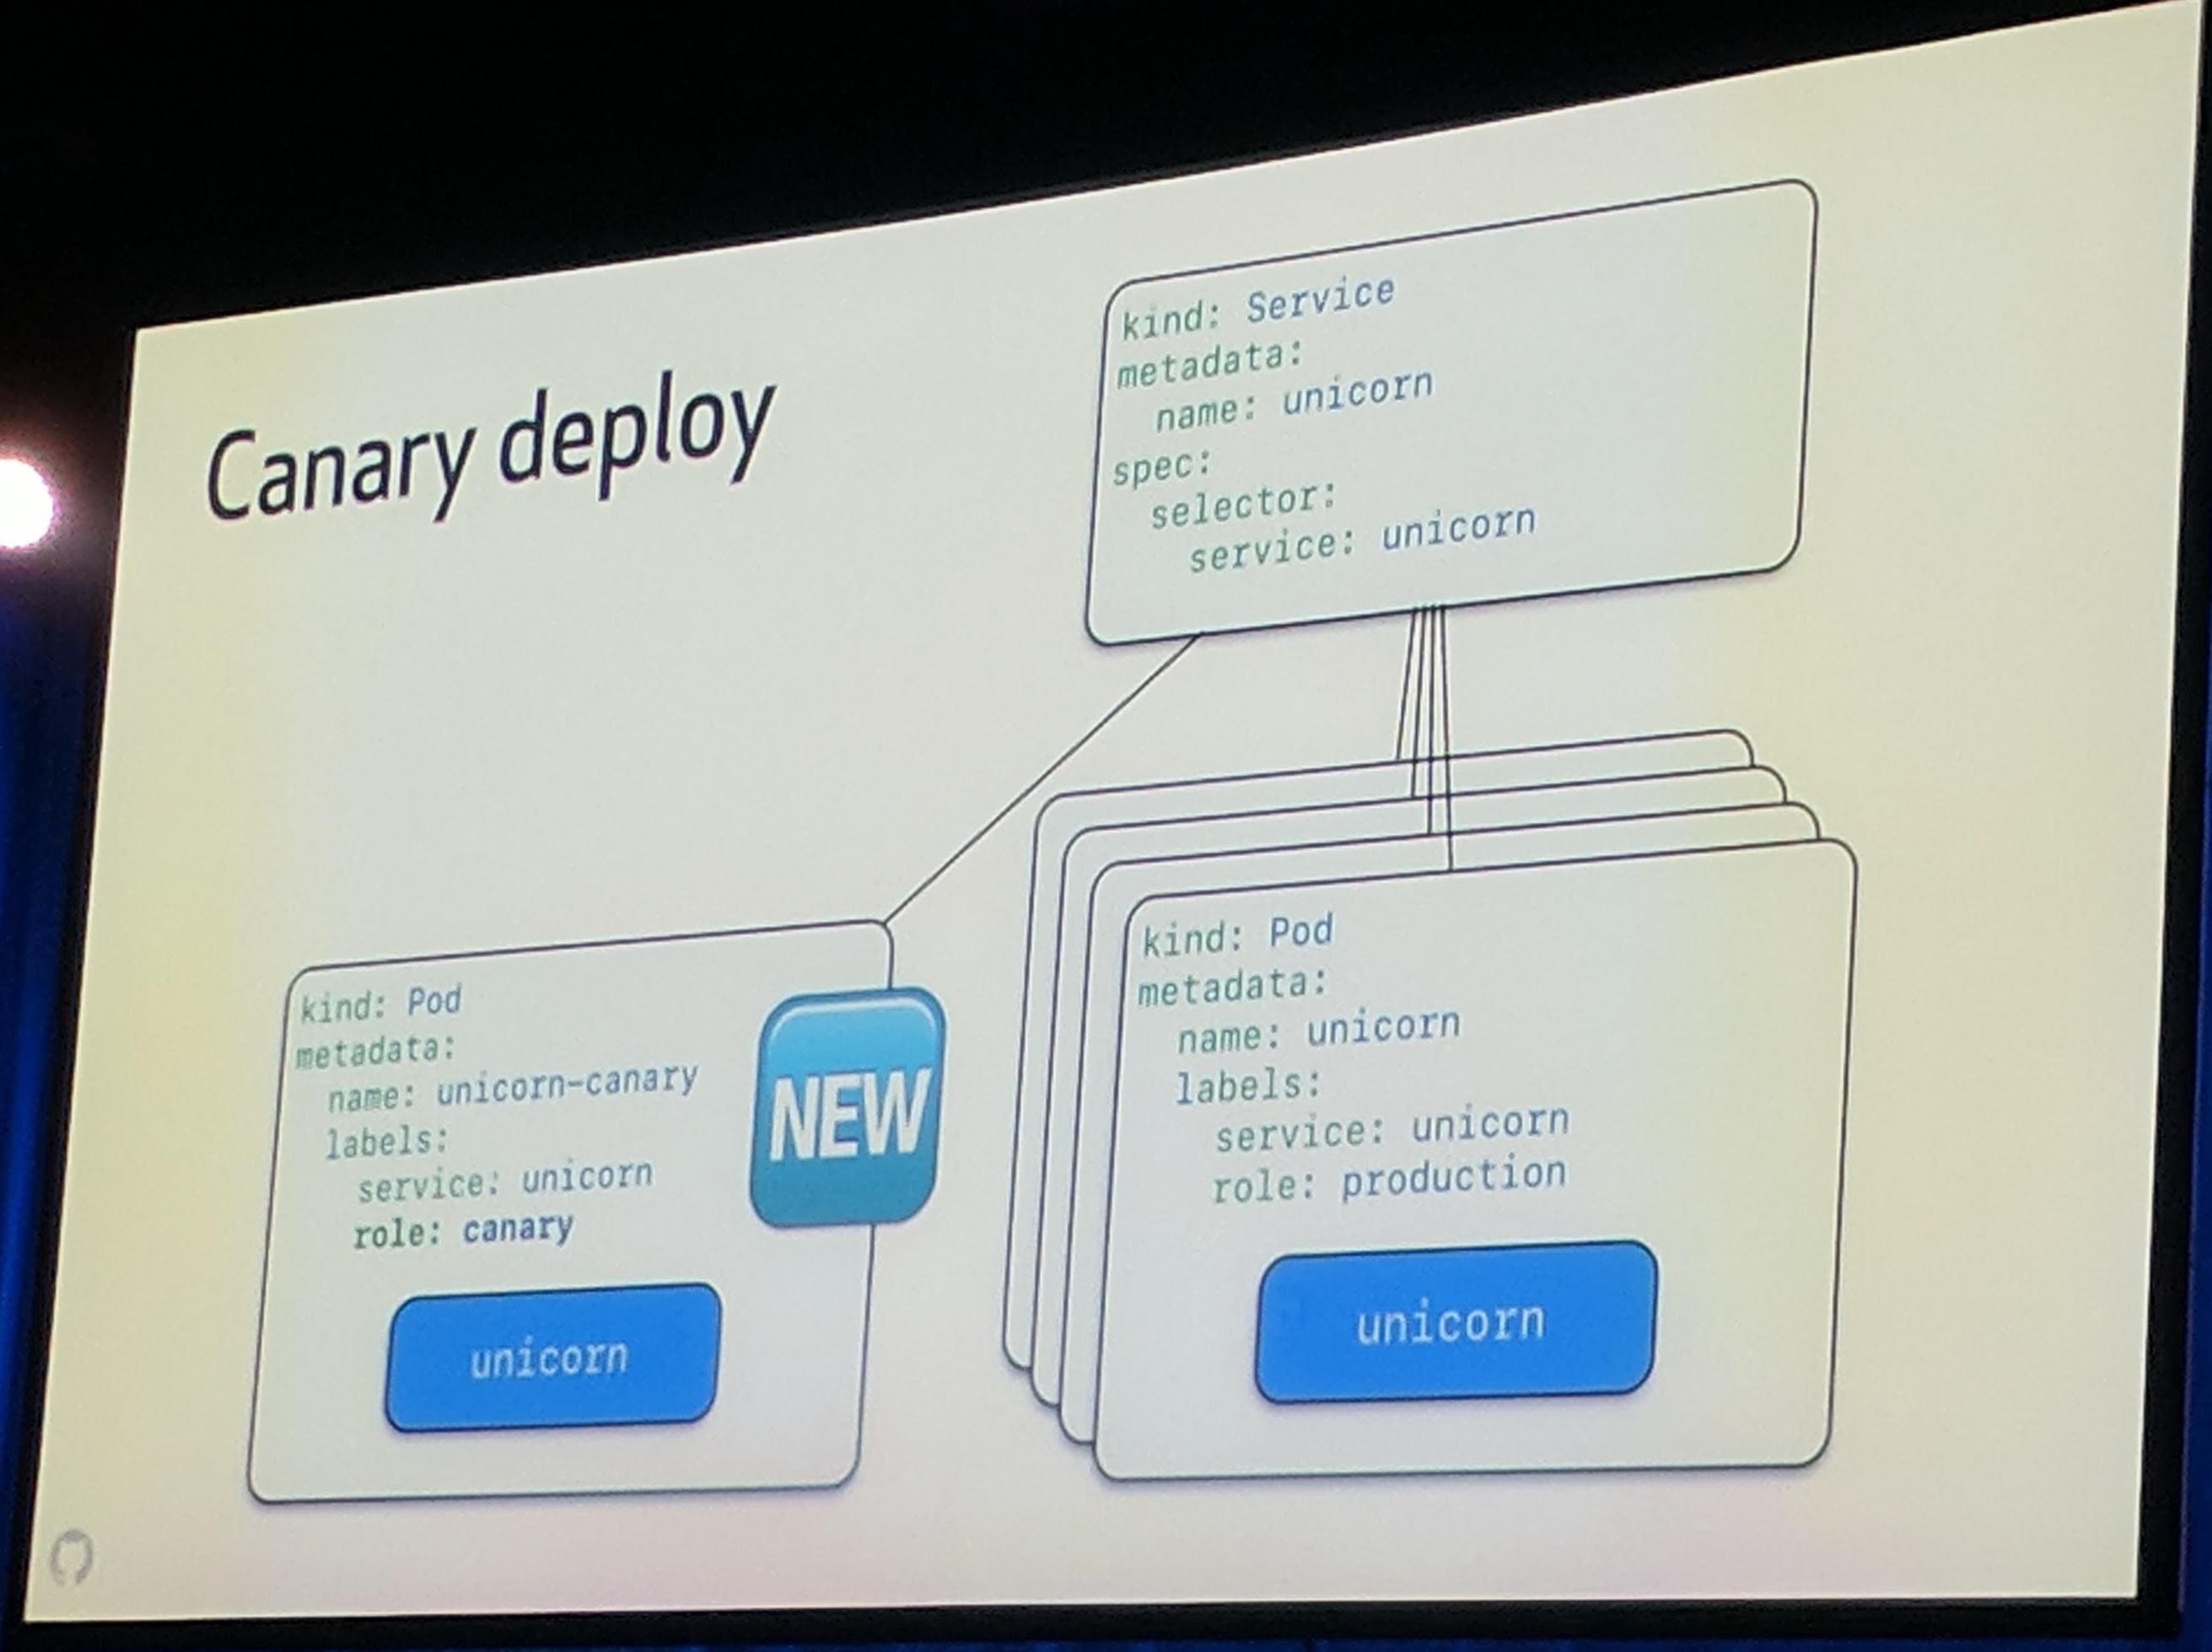 Canary deploy
kind: Service
metadata:
  name: unicorn
spec:
  selector:
    service: unicorn
kind: Pod
metadata:
  name: unicorn-canary
  labels:
    service: unicorn
    role: canary
NEW
unicorn
kind: Pod
metadata:
  name: unicorn
  labels:
    service: unicorn
    role: production
unicorn